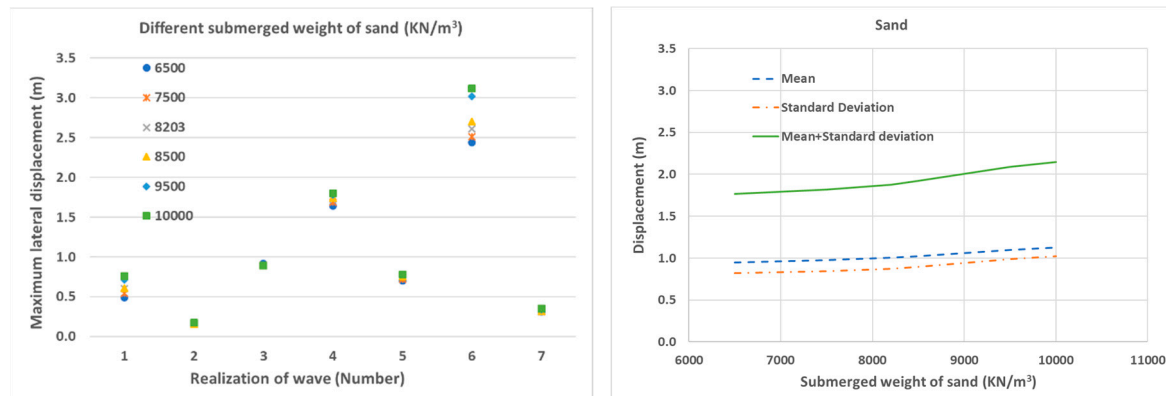 Different submerged weight of sand (KN/m³)
Maximum lateral displacement (m)
3.5
3.0
2.5
2.0
1.5
1.0
0.5
0.0
6500
7500
8203
8500
9500
10000
1 2 3 4 5 6 7
Realization of wave (Number)
Sand
Displacement (m)
3.5
3.0
2.5
2.0
1.5
1.0
0.5
0.0
Mean
Standard Deviation
Mean+Standard deviation
6000 7000 8000 9000 10000 11000
Submerged weight of sand (KN/m³)